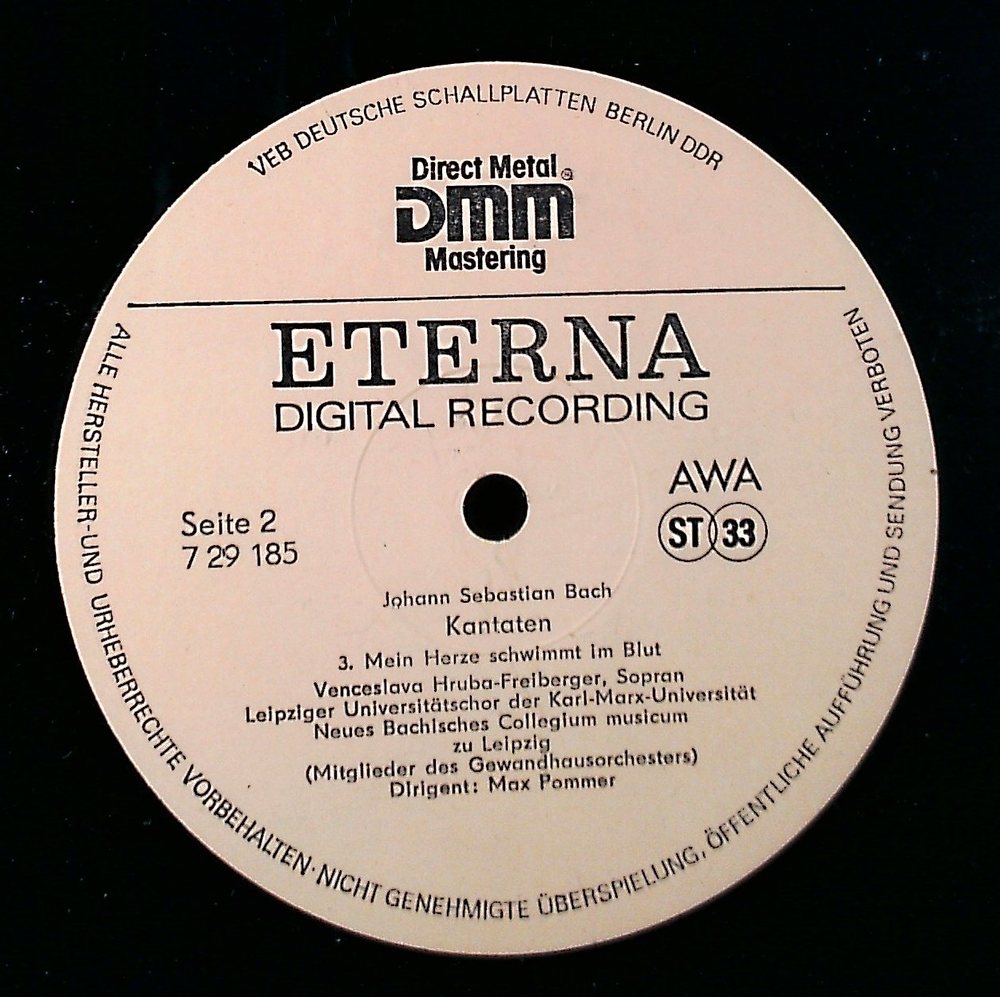 VEB DEUTSCHE SCHALLPLATTEN BERLIN DDR
Direct Metal ®
DMM
Mastering
ETERNA
DIGITAL RECORDING
AWA
ST 33
Seite 2
7 29 185
Johann Sebastian Bach
Kantaten
3. Mein Herze schwimmt im Blut
Venceslava Hruba-Freiberger, Sopran
Leipziger Universitätschor der Karl-Marx-Universität
Neues Bachisches Collegium musicum
zu Leipzig
(Mitglieder des Gewandhausorchesters)
Dirigent: Max Pommer
ALLE HERSTELLER-UND URHEBERRECHTE VORBEHALTEN· NICHT GENEHMIGTE ÜBERSPIELUNG, ÖFFENTLICHE AUFFÜHRUNG UND SENDUNG VERBOTEN